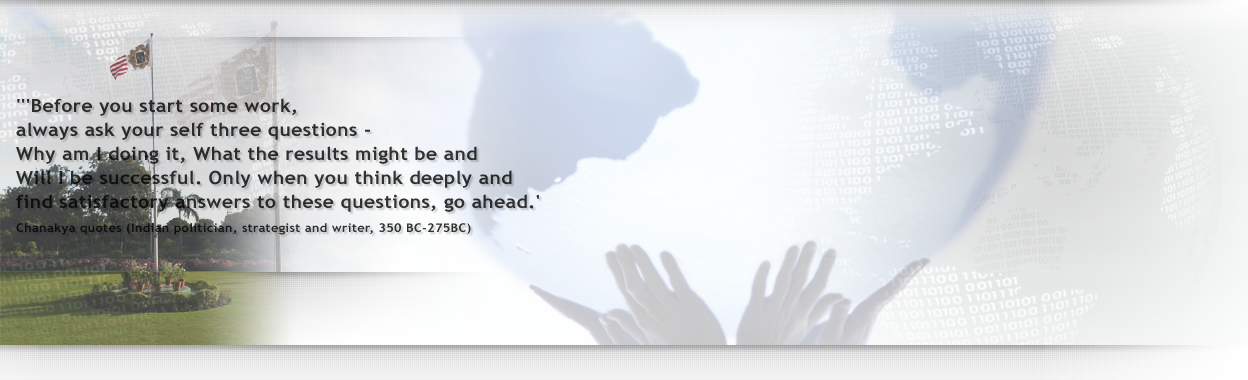 "'Before you start some work,
always ask your self three questions -
Why am I doing it, What the results might be and
Will I be successful. Only when you think deeply and
find satisfactory answers to these questions, go ahead.'
Chanakya quotes (Indian politician, strategist and writer, 350 BC-275BC)